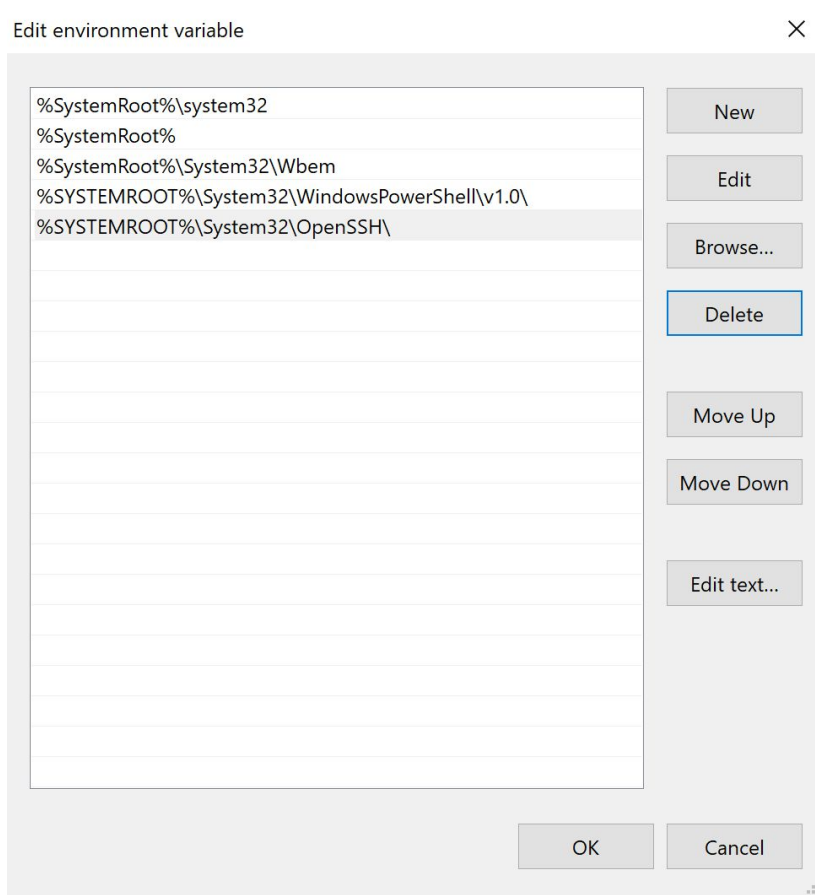 Edit environment variable
%SystemRoot%\system32
%SystemRoot%
%SystemRoot%\System32\Wbem
%SYSTEMROOT%\System32\WindowsPowerShell\v1.0\
%SYSTEMROOT%\System32\OpenSSH\
New
Edit
Browse...
Delete
Move Up
Move Down
Edit text...
OK
Cancel